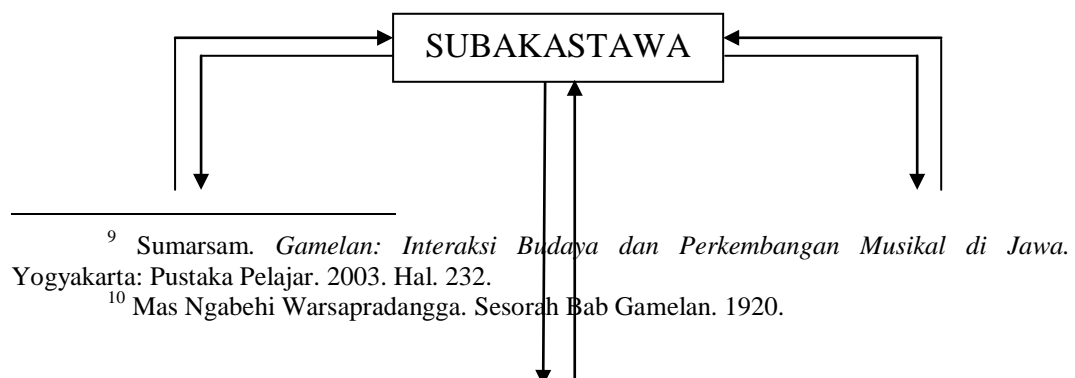 SUBAKASTAWA
9 Sumarsam. Gamelan: Interaksi Budaya dan Perkembangan Musikal di Jawa.
Yogyakarta: Pustaka Pelajar. 2003. Hal. 232.
10 Mas Ngabehi Warsapradangga. Sesorah Bab Gamelan. 1920.